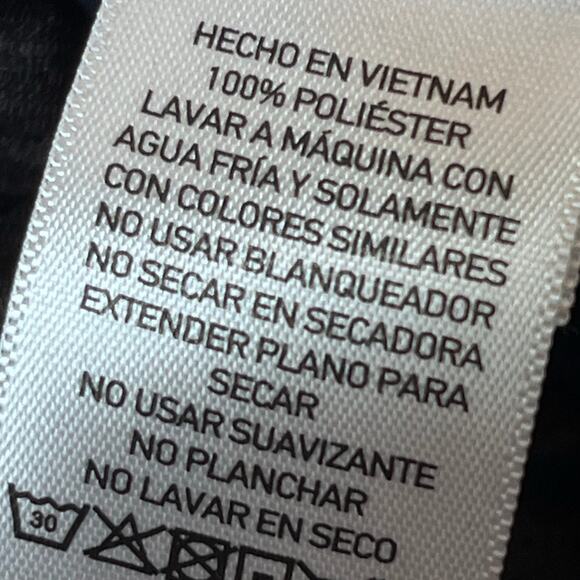 HECHO EN VIETNAM
100% POLIÉSTER
LAVAR A MÁQUINA CON
AGUA FRÍA Y SOLAMENTE
CON COLORES SIMILARES
NO USAR BLANQUEADOR
NO SECAR EN SECADORA
EXTENDER PLANO PARA
SECAR
NO USAR SUAVIZANTE
NO PLANCHAR
NO LAVAR EN SECO
30